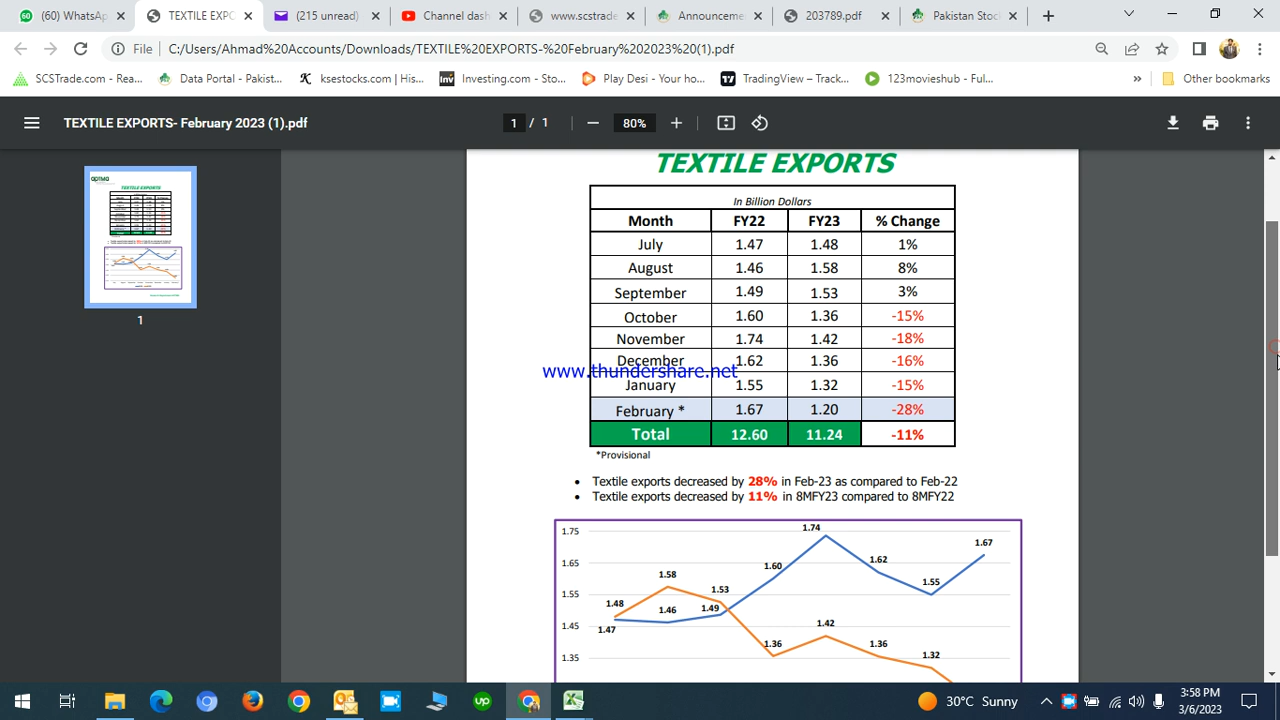 (60) WhatsAp
TEXTILE EXPO
(215 unread)
Channel dash
www.scstrade
Announceme
203789.pdf
Pakistan Stoc
File
C:/Users/Ahmad%20Accounts/Downloads/TEXTILE%20EXPORTS-%20February%202023%20(1).pdf
SCSTrade.com - Rea...
Data Portal - Pakist...
ksestocks.com | His...
Investing.com - Sto...
Play Desi - Your ho...
TradingView – Track...
123movieshub - Ful...
»
Other bookmarks
TEXTILE EXPORTS- February 2023 (1).pdf
1 / 1
80%
aptma
TEXTILE EXPORTS
1
TEXTILE EXPORTS
In Billion Dollars
Month FY22 FY23 % Change
July 1.47 1.48 1%
August 1.46 1.58 8%
September 1.49 1.53 3%
October 1.60 1.36 -15%
November 1.74 1.42 -18%
December 1.62 1.36 -16%
www.thundershare.net
January 1.55 1.32 -15%
February * 1.67 1.20 -28%
Total 12.60 11.24 -11%
*Provisional
• Textile exports decreased by 28% in Feb-23 as compared to Feb-22
• Textile exports decreased by 11% in 8MFY23 compared to 8MFY22
1.75
1.65
1.55
1.45
1.35
1.48
1.58
1.53
1.36
1.42
1.36
1.32
1.47
1.46
1.49
1.60
1.74
1.62
1.55
1.67
30°C Sunny
3:58 PM
3/6/2023